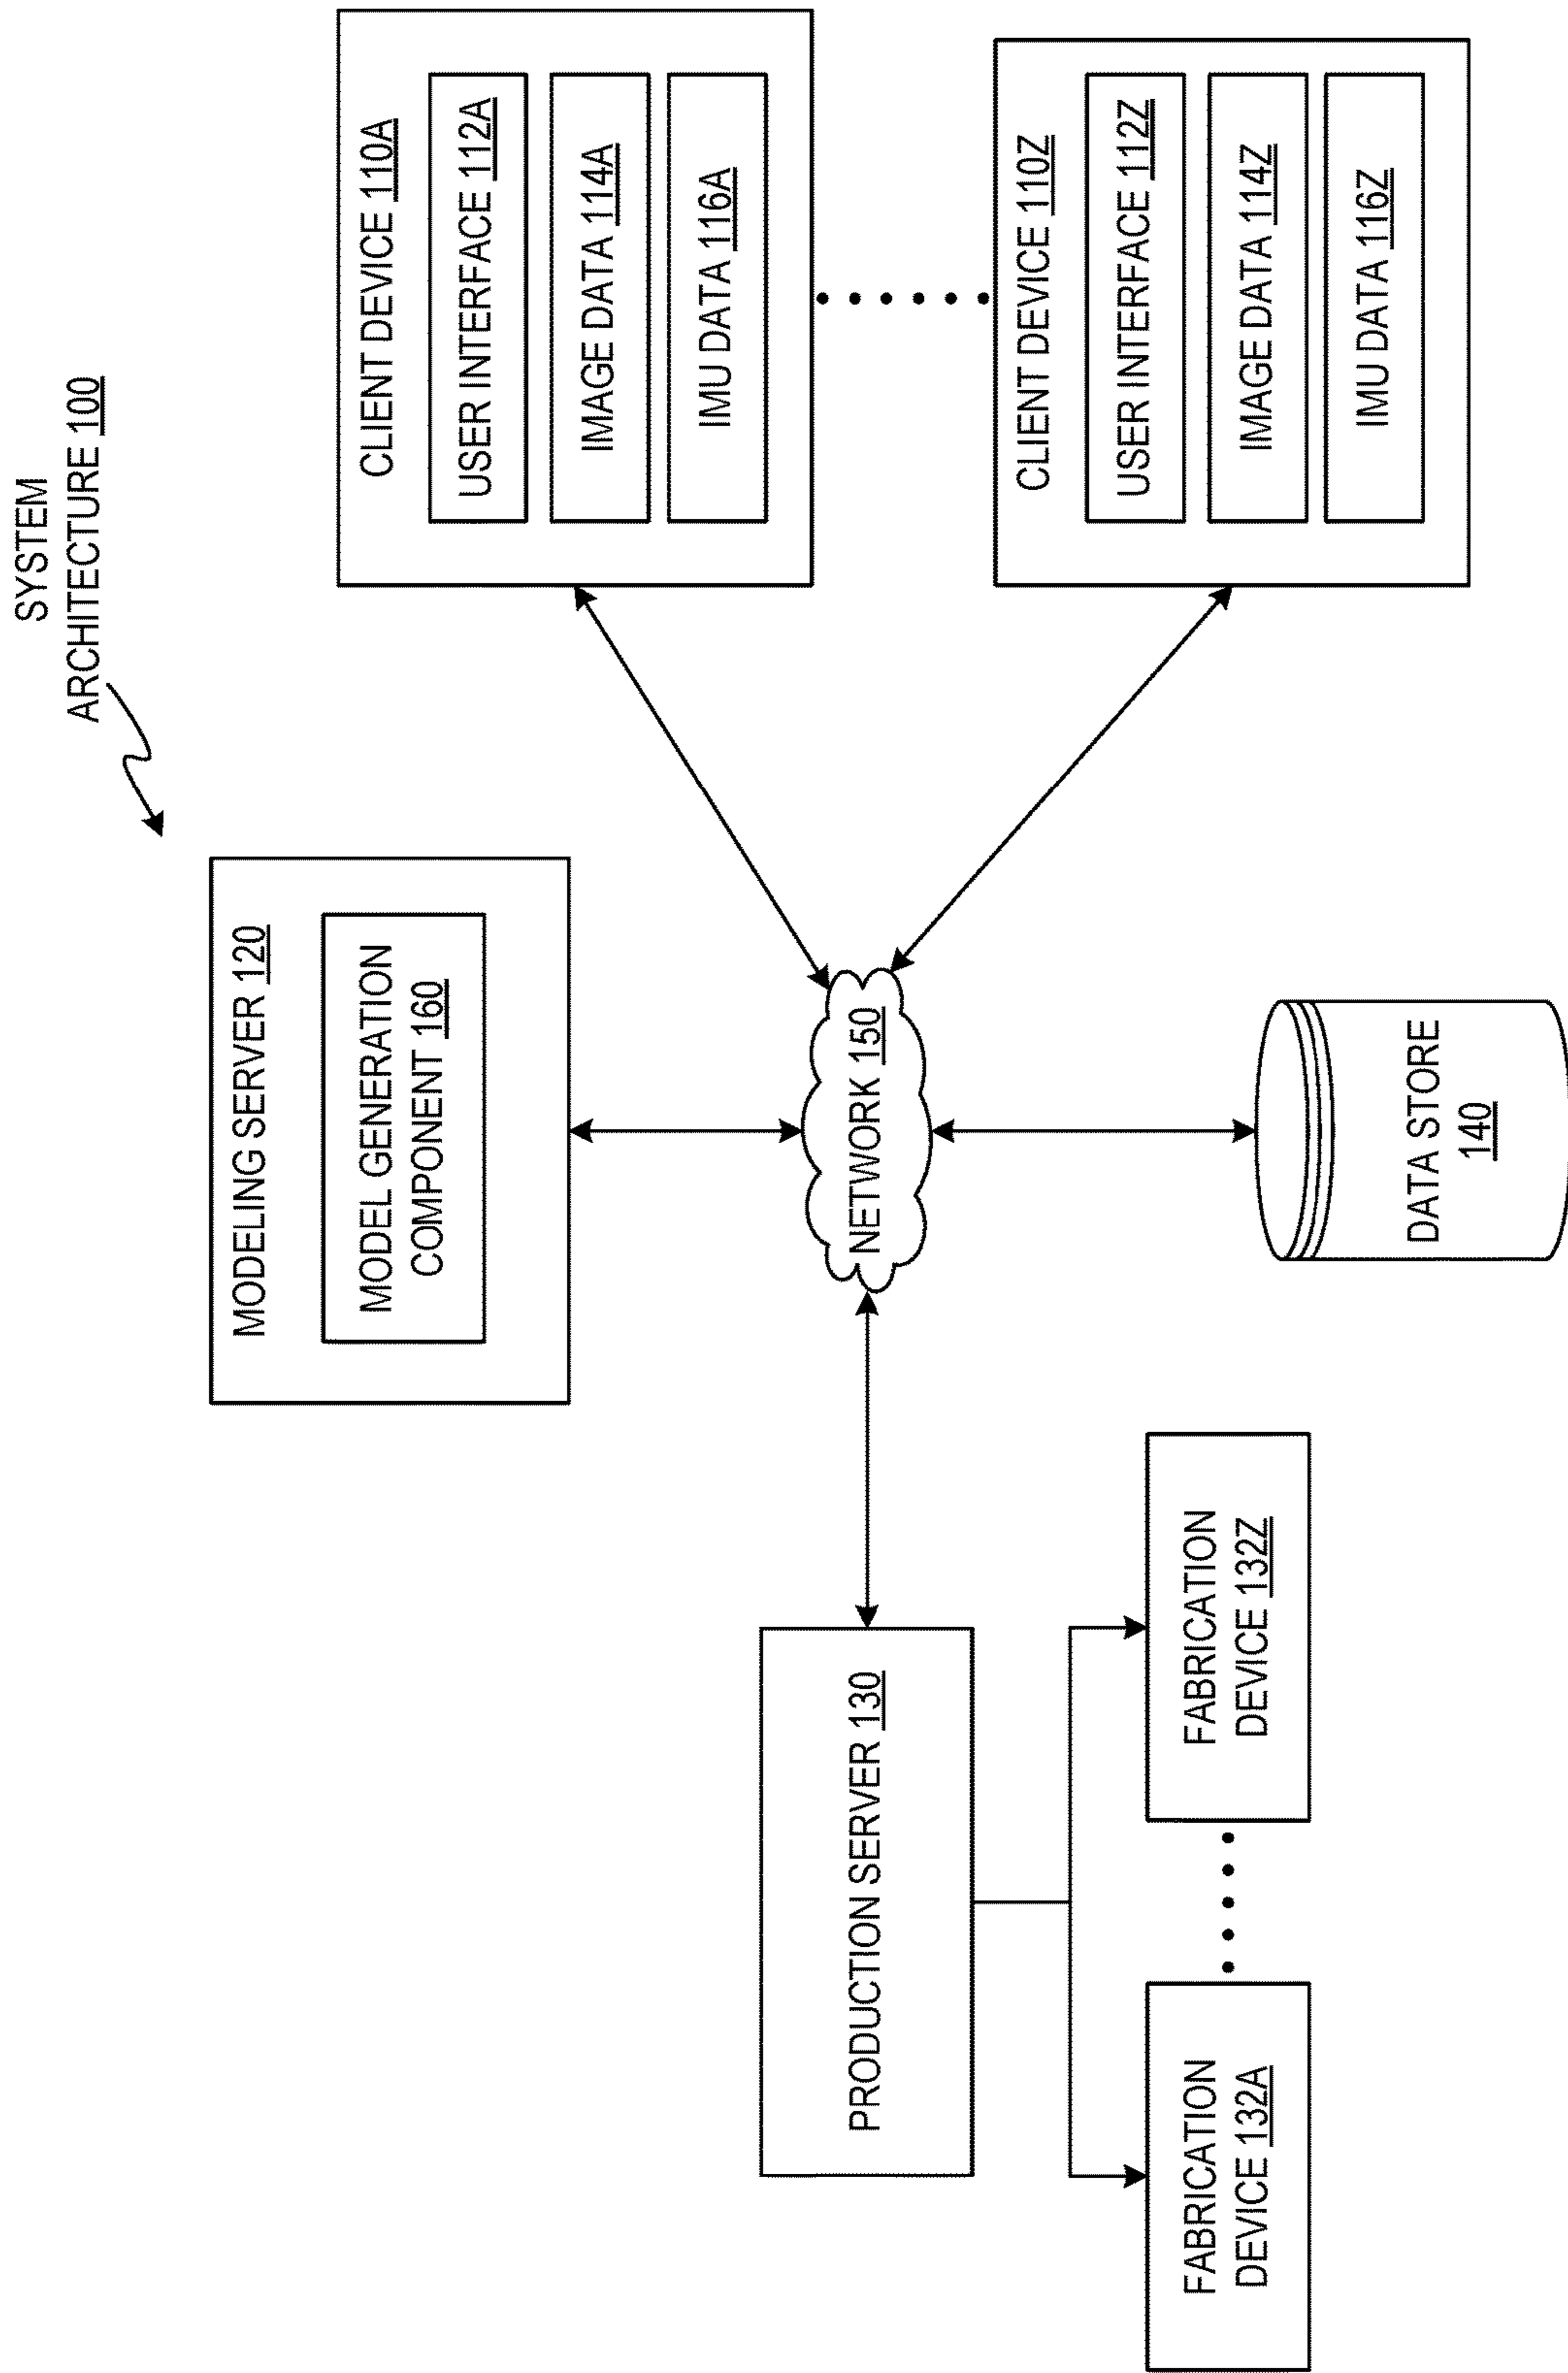 SYSTEM
ARCHITECTURE 100
MODELING SERVER 120
MODEL GENERATION
COMPONENT 160
CLIENT DEVICE 110A
USER INTERFACE 112A
IMAGE DATA 114A
IMU DATA 116A
CLIENT DEVICE 110Z
USER INTERFACE 112Z
IMAGE DATA 114Z
IMU DATA 116Z
NETWORK 150
PRODUCTION SERVER 130
FABRICATION
DEVICE 132A
FABRICATION
DEVICE 132Z
DATA STORE
140